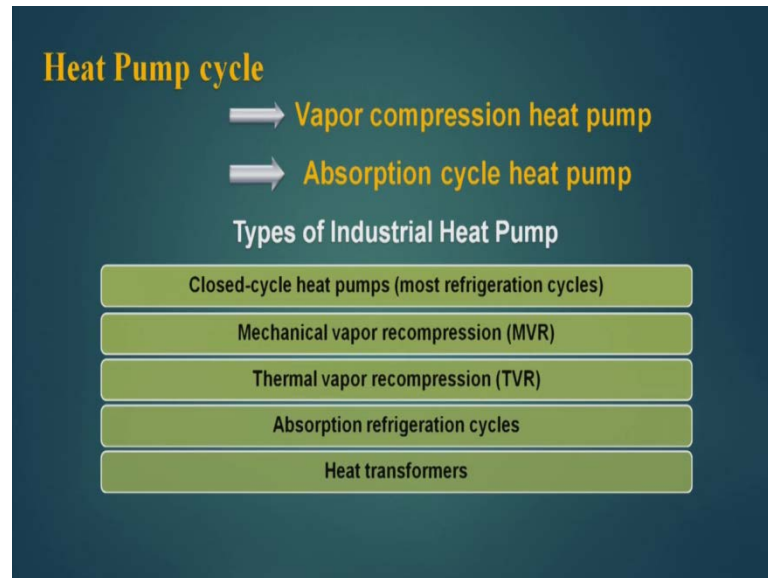 Heat Pump cycle
Vapor compression heat pump
Absorption cycle heat pump
Types of Industrial Heat Pump
Closed-cycle heat pumps (most refrigeration cycles)
Mechanical vapor recompression (MVR)
Thermal vapor recompression (TVR)
Absorption refrigeration cycles
Heat transformers